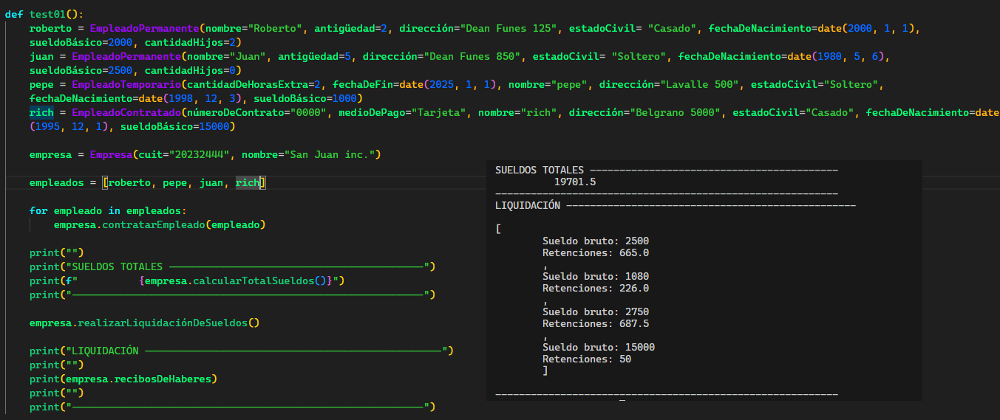 def test01():
    roberto = EmpleadoPermanente(nombre="Roberto", antigüedad=2, dirección="Dean Funes 125", estadoCivil= "Casado", fechaDeNacimiento=date(2000, 1, 1),
    sueldoBásico=2000, cantidadHijos=2)
    juan = EmpleadoPermanente(nombre="Juan", antigüedad=5, dirección="Dean Funes 850", estadoCivil= "Soltero", fechaDeNacimiento=date(1980, 5, 6),
    sueldoBásico=2500, cantidadHijos=0)
    pepe = EmpleadoTemporario(cantidadDeHorasExtra=2, fechaDeFin=date(2025, 1, 1), nombre="pepe", dirección="Lavalle 500", estadoCivil="Soltero",
    fechaDeNacimiento=date(1998, 12, 3), sueldoBásico=1000)
    rich = EmpleadoContratado(númeroDeContrato="0000", medioDePago="Tarjeta", nombre="rich", dirección="Belgrano 5000", estadoCivil="Casado", fechaDeNacimiento=date
    (1995, 12, 1), sueldoBásico=15000)
    empresa = Empresa(cuit="20232444", nombre="San Juan inc.")
    empleados = [roberto, pepe, juan, rich]
    for empleado in empleados:
        empresa.contratarEmpleado(empleado)
    print("")
    print("SUELDOS TOTALES -------------------------------------------")
    print(f"          {empresa.calcularTotalSueldos()}")
    print("-----------------------------------------------------------")
    empresa.realizarLiquidaciónDeSueldos()
    print("LIQUIDACIÓN --------------------------------------------------")
    print("")
    print(empresa.recibosDeHaberes)
    print("")
    print("-----------------------------------------------------------")
SUELDOS TOTALES ------------------------------------------
          19701.5
----------------------------------------------------------
LIQUIDACIÓN -------------------------------------------------
[
        Sueldo bruto: 2500
        Retenciones: 665.0
        ,
        Sueldo bruto: 1080
        Retenciones: 226.0
        ,
        Sueldo bruto: 2750
        Retenciones: 687.5
        ,
        Sueldo bruto: 15000
        Retenciones: 50
        ]
----------------------------------------------------------